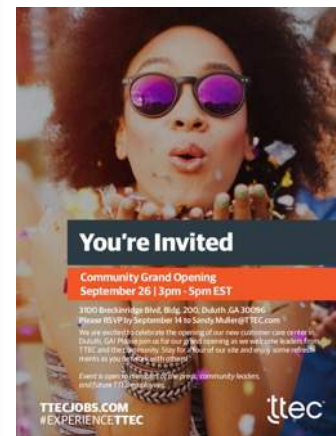 You're Invited
Community Grand Opening
September 26 | 3pm - 5pm EST
3100 Breckinridge Blvd, Bldg. 200, Duluth, GA 30096
Please RSVP by September 14 to Sandy.Muller@TTEC.com
We are excited to celebrate the opening of our new customer care center in
Duluth, GA! Please join us for our grand opening as we welcome leaders from
TTEC and the community. Stay for a tour of our site and enjoy some refresh
ments as you network with others!
Event is open to members of the press, community leaders,
and future TTEC employees.
TTECJOBS.COM
#EXPERIENCETTEC
ttec